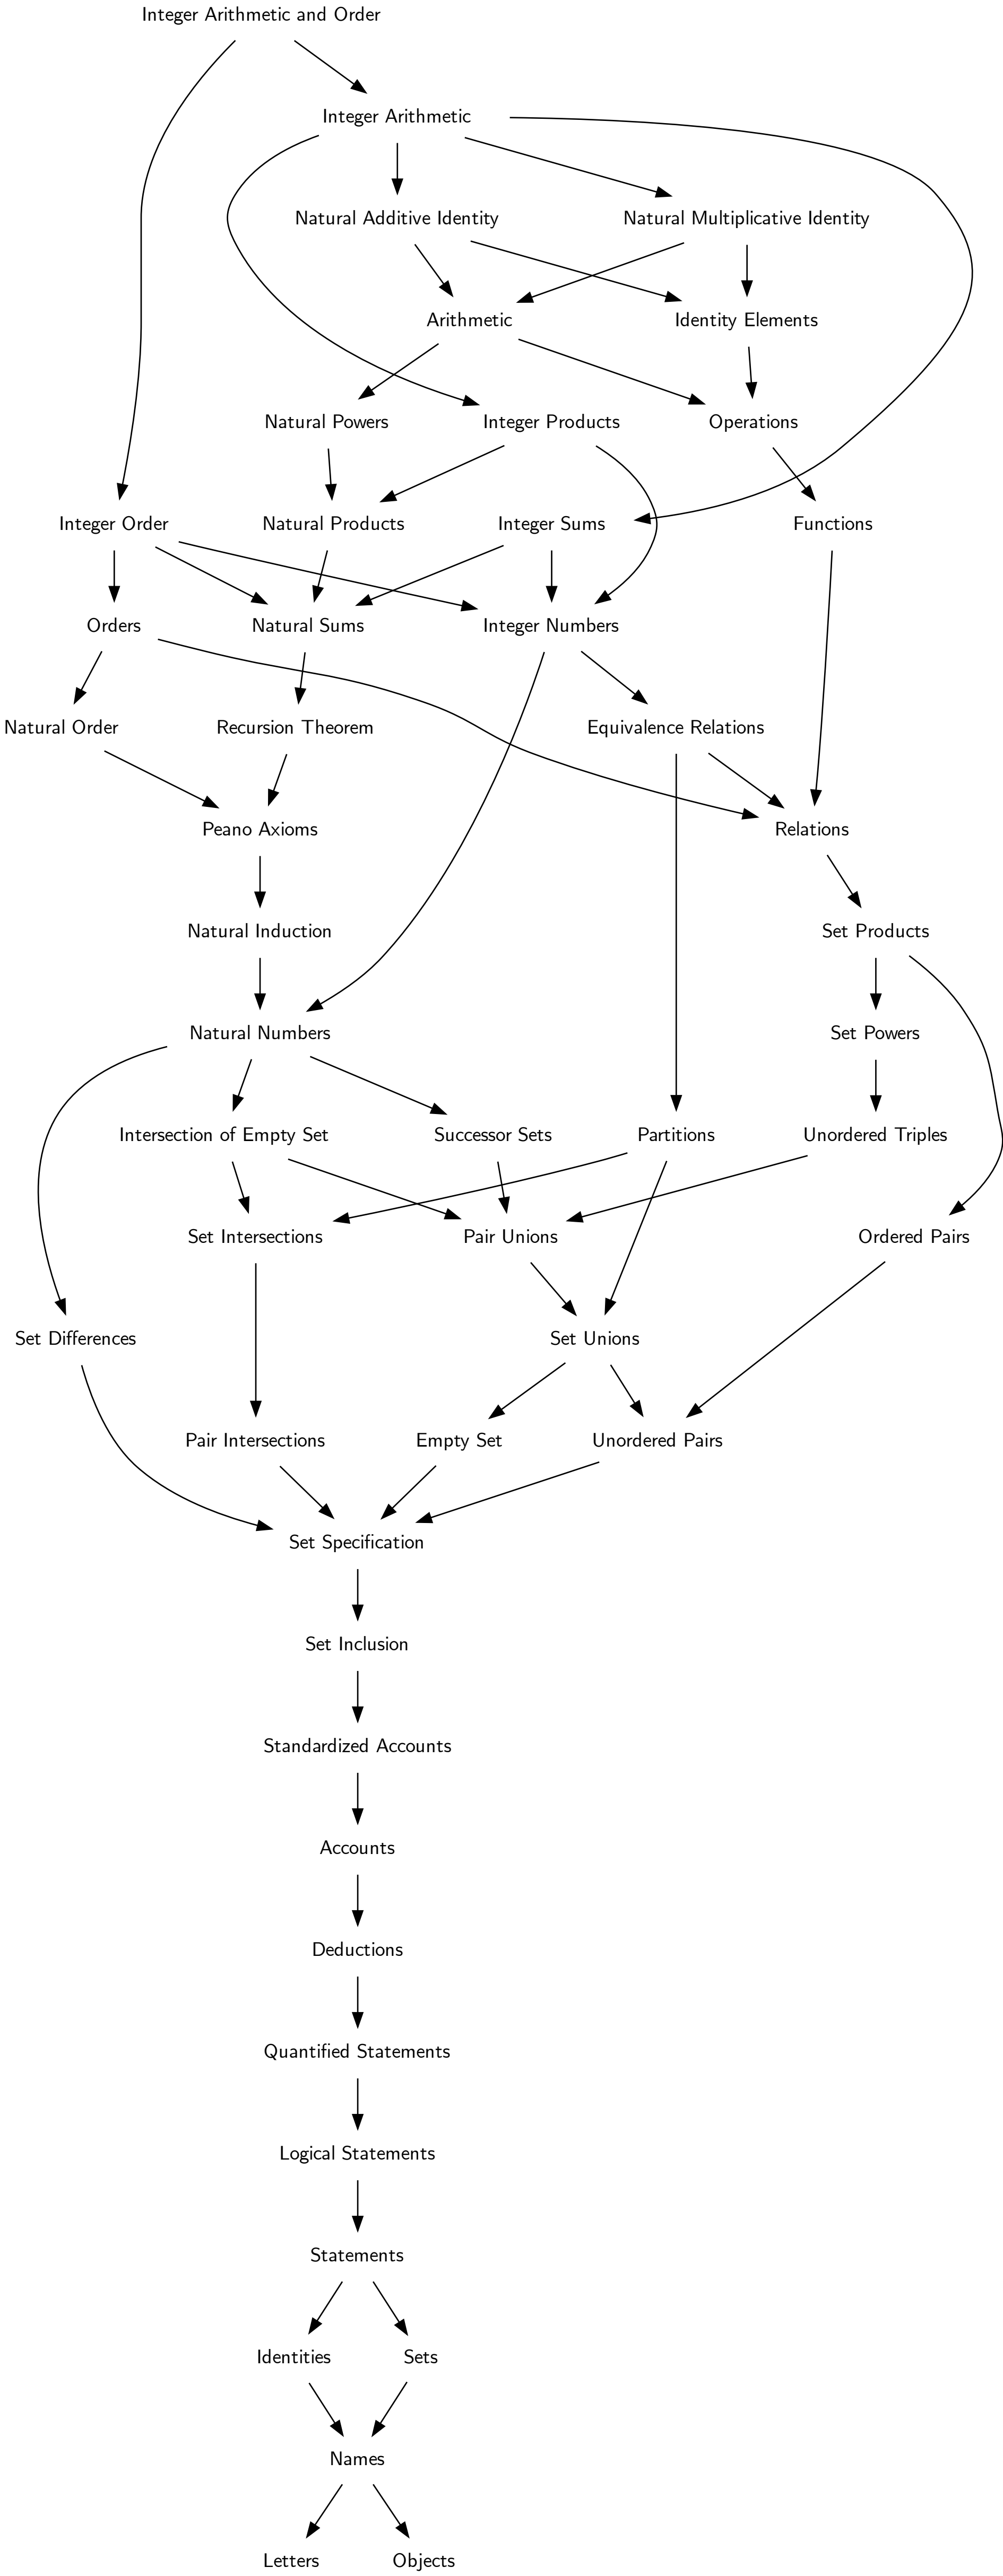 Integer Arithmetic and Order
Integer Arithmetic
Natural Additive Identity
Natural Multiplicative Identity
Arithmetic
Identity Elements
Natural Powers
Integer Products
Operations
Integer Order
Natural Products
Integer Sums
Functions
Orders
Natural Sums
Integer Numbers
Natural Order
Recursion Theorem
Equivalence Relations
Peano Axioms
Relations
Natural Induction
Set Products
Natural Numbers
Set Powers
Intersection of Empty Set
Successor Sets
Partitions
Unordered Triples
Set Intersections
Pair Unions
Ordered Pairs
Set Differences
Set Unions
Pair Intersections
Empty Set
Unordered Pairs
Set Specification
Set Inclusion
Standardized Accounts
Accounts
Deductions
Quantified Statements
Logical Statements
Statements
Identities
Sets
Names
Letters
Objects